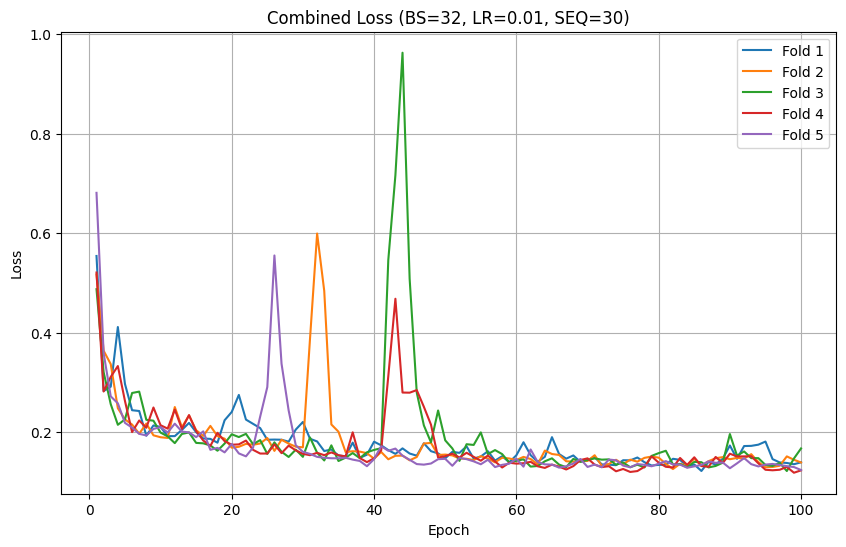 Combined Loss (BS=32, LR=0.01, SEQ=30)
Loss
1.0
0.8
0.6
0.4
0.2
0 20 40 60 80 100
Epoch
Fold 1
Fold 2
Fold 3
Fold 4
Fold 5